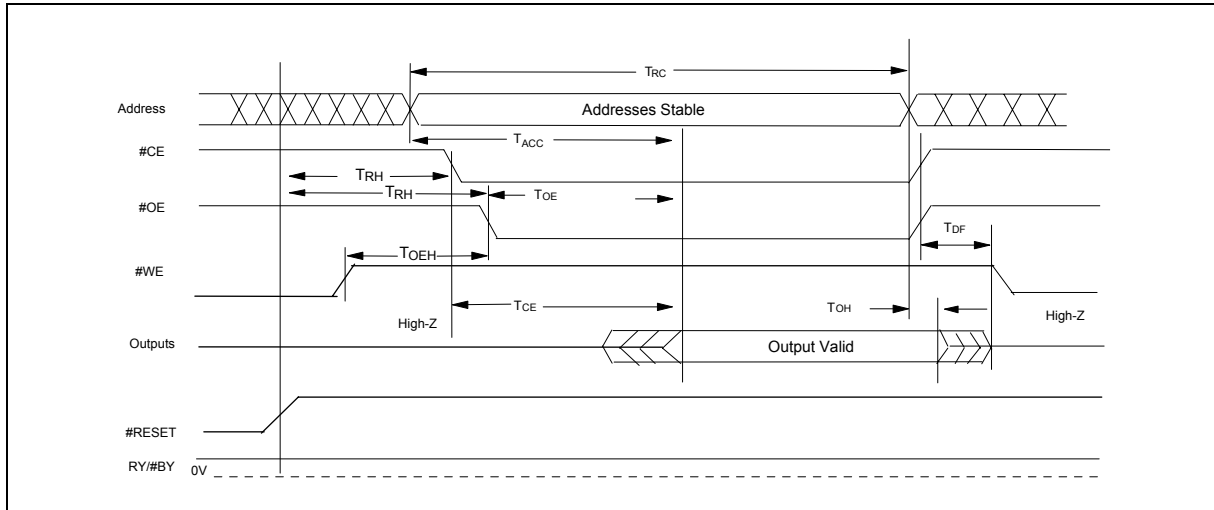 TRC
Address
Addresses Stable
TACC
#CE
TRH
TRH
TOE
#OE
TDF
TOEH
#WE
TCE
TOH
High-Z
High-Z
Outputs
Output Valid
#RESET
RY/#BY
0V